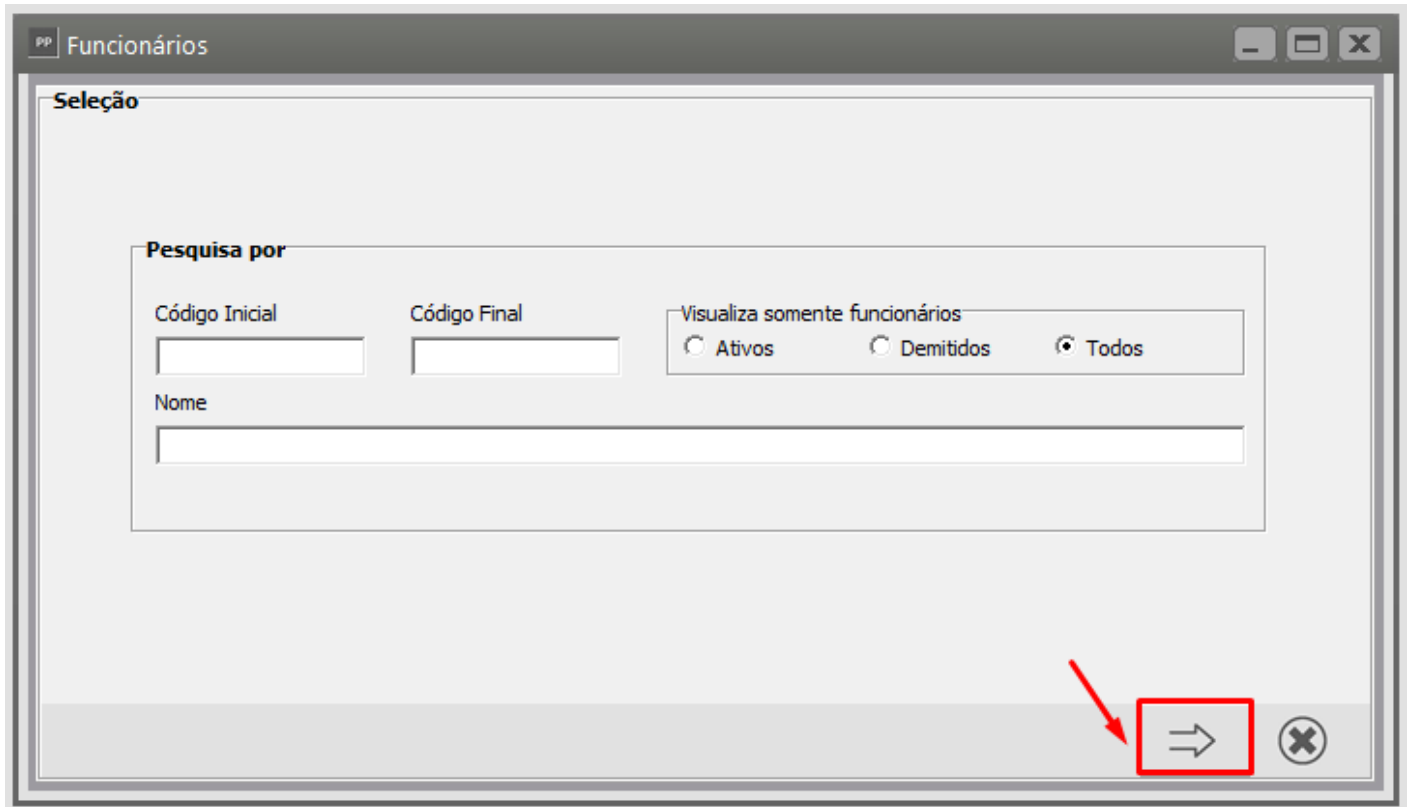 PP Funcionários
Seleção
Pesquisa por
Código Inicial Código Final Visualiza somente funcionários
Ativos Demitidos Todos
Nome